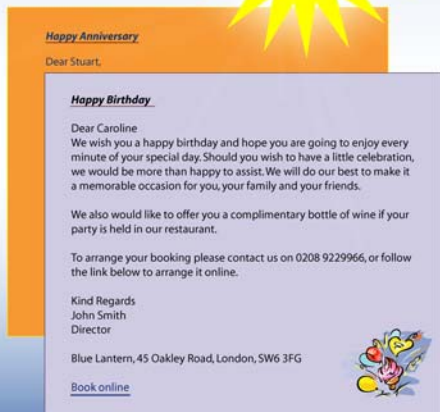 Happy Anniversary
Dear Stuart,
Happy Birthday
Dear Caroline
We wish you a happy birthday and hope you are going to enjoy every
minute of your special day. Should you wish to have a little celebration,
we would be more than happy to assist. We will do our best to make it
a memorable occasion for you, your family and your friends.
We also would like to offer you a complimentary bottle of wine if your
party is held in our restaurant.
To arrange your booking please contact us on 0208 9229966, or follow
the link below to arrange it online.
Kind Regards
John Smith
Director
Blue Lantern, 45 Oakley Road, London, SW6 3FG
Book online